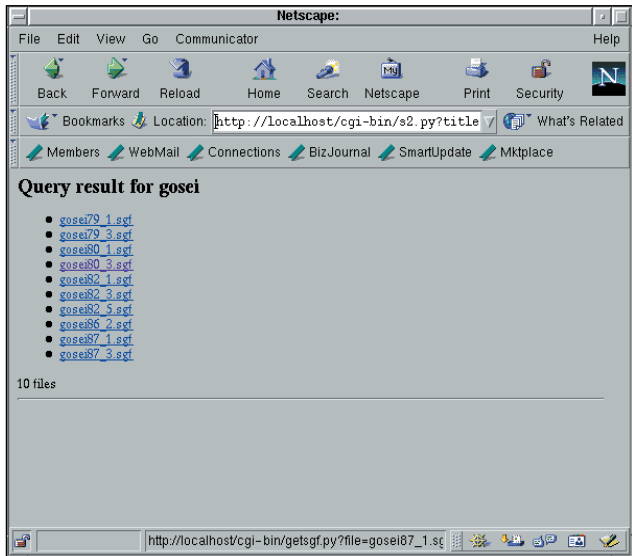 Netscape:
File Edit View Go Communicator Help
Back Forward Reload Home Search Netscape Print Security
My
N
Bookmarks Location: http://localhost/cgi-bin/s2.py?title What's Related
Members WebMail Connections BizJournal SmartUpdate Mktplace
Query result for gosei
gosei79_1.sgf
gosei79_3.sgf
gosei80_1.sgf
gosei80_3.sgf
gosei82_1.sgf
gosei82_3.sgf
gosei82_5.sgf
gosei86_2.sgf
gosei87_1.sgf
gosei87_3.sgf
10 files
http://localhost/cgi-bin/getsgf.py?file=gosei87_1.sg